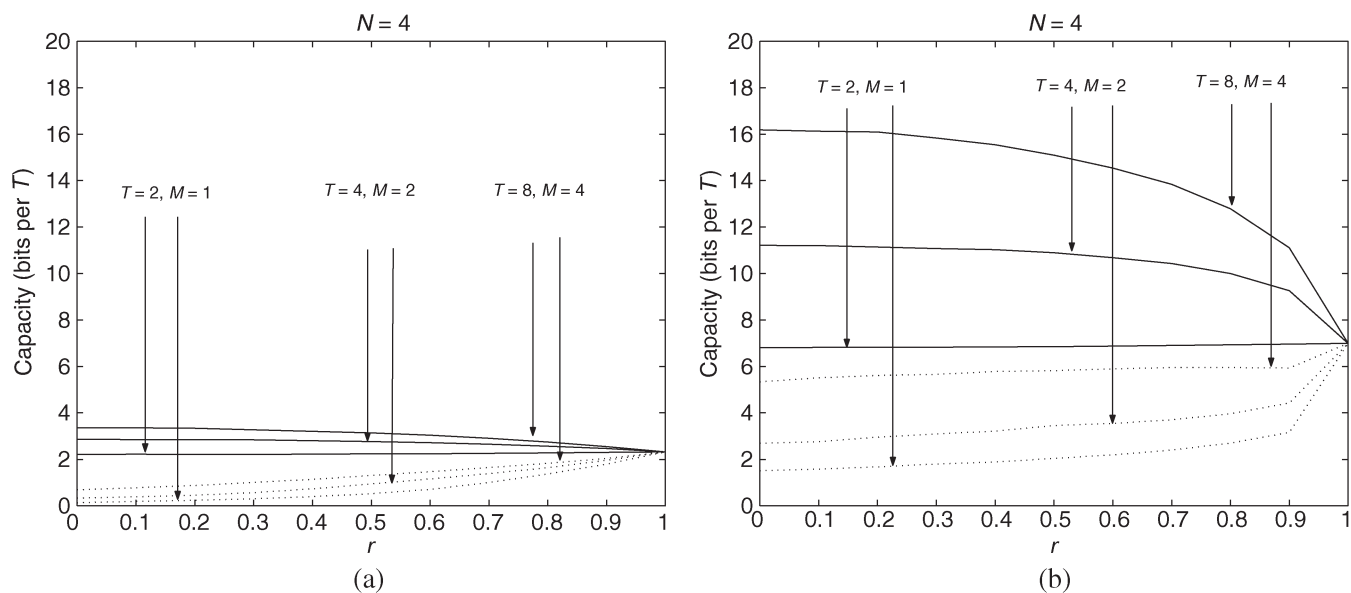 N = 4
20
18
16
14
12
10
8
6
4
2
0
Capacity (bits per T)
T = 2, M = 1
T = 4, M = 2
T = 8, M = 4
0 0.1 0.2 0.3 0.4 0.5 0.6 0.7 0.8 0.9 1
r
(a)
N = 4
20
18
16
14
12
10
8
6
4
2
0
Capacity (bits per T)
T = 2, M = 1
T = 4, M = 2
T = 8, M = 4
0 0.1 0.2 0.3 0.4 0.5 0.6 0.7 0.8 0.9 1
r
(b)